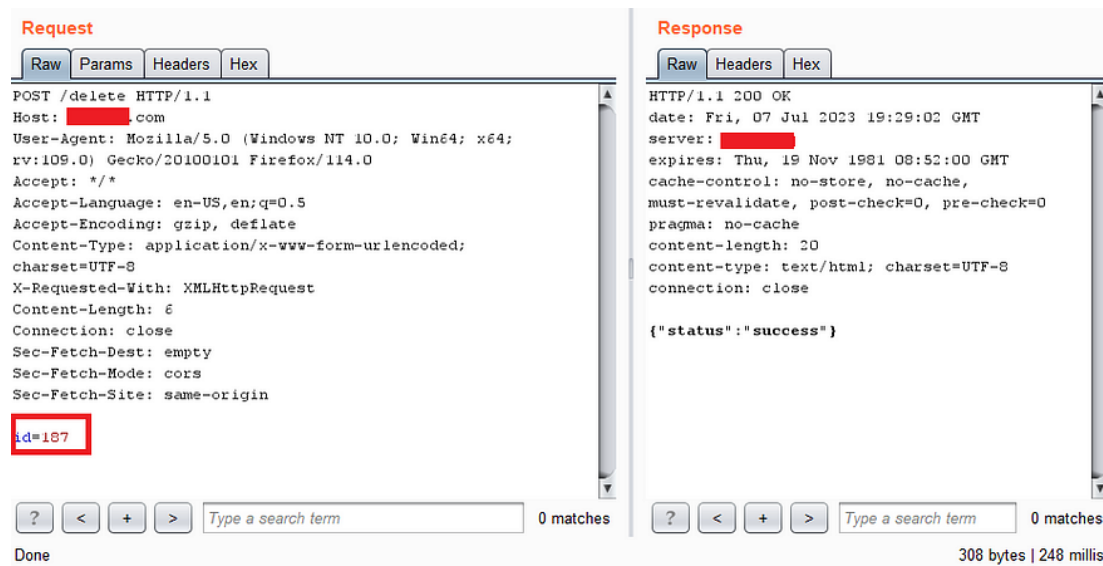 Request
Raw Params Headers Hex
POST /delete HTTP/1.1
Host: .com
User-Agent: Mozilla/5.0 (Windows NT 10.0; Win64; x64;
rv:109.0) Gecko/20100101 Firefox/114.0
Accept: */*
Accept-Language: en-US,en;q=0.5
Accept-Encoding: gzip, deflate
Content-Type: application/x-www-form-urlencoded;
charset=UTF-8
X-Requested-With: XMLHttpRequest
Content-Length: 6
Connection: close
Sec-Fetch-Dest: empty
Sec-Fetch-Mode: cors
Sec-Fetch-Site: same-origin
id=187
? < + > Type a search term 0 matches
Done
Response
Raw Headers Hex
HTTP/1.1 200 OK
date: Fri, 07 Jul 2023 19:29:02 GMT
server:
expires: Thu, 19 Nov 1981 08:52:00 GMT
cache-control: no-store, no-cache,
must-revalidate, post-check=0, pre-check=0
pragma: no-cache
content-length: 20
content-type: text/html; charset=UTF-8
connection: close
{"status":"success"}
? < + > Type a search term 0 matches
308 bytes | 248 millis